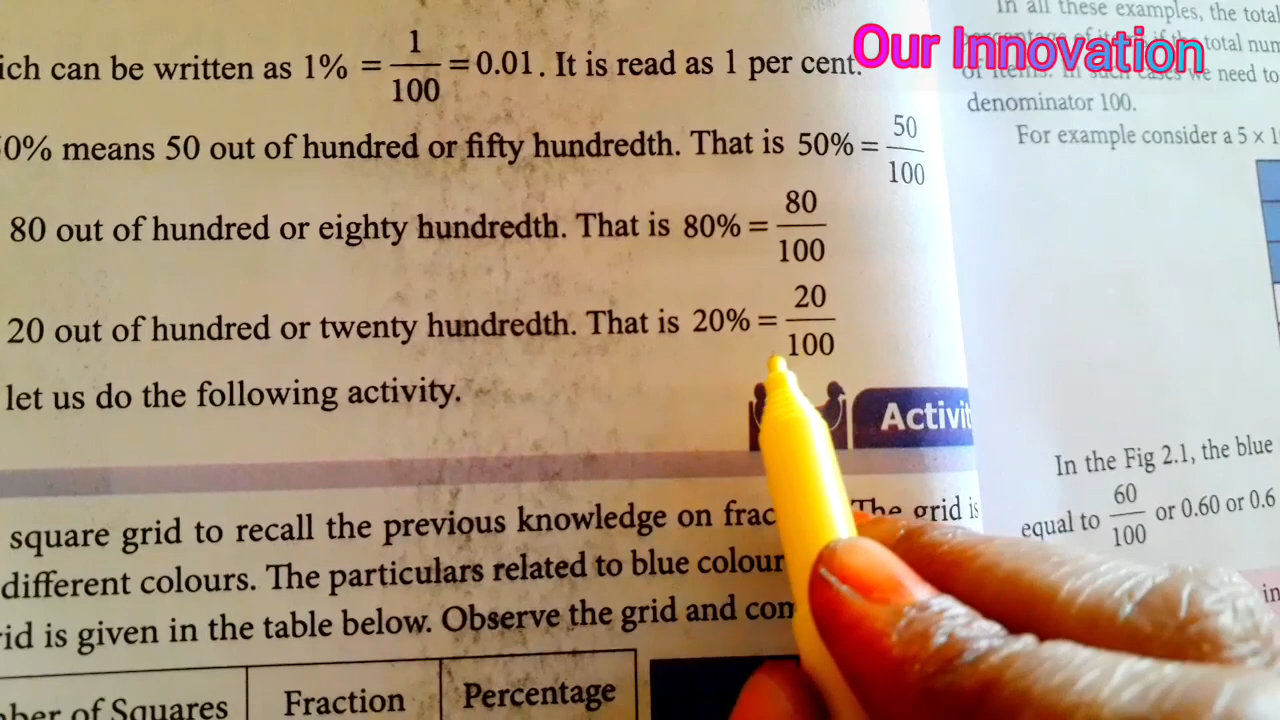 ich can be written as 1% = 1/100 = 0.01. It is read as 1 per cent.
0% means 50 out of hundred or fifty hundredth. That is 50% = 50/100
80 out of hundred or eighty hundredth. That is 80% = 80/100
20 out of hundred or twenty hundredth. That is 20% = 20/100
let us do the following activity.
Activit
square grid to recall the previous knowledge on frac The grid is
different colours. The particulars related to blue colour
rid is given in the table below. Observe the grid and con
ber of Squares Fraction Percentage
Our Innovation
In all these examples, the total
total num
we need to
denominator 100.
For example consider a 5 × 1
In the Fig 2.1, the blue
equal to 60/100 or 0.60 or 0.6
in